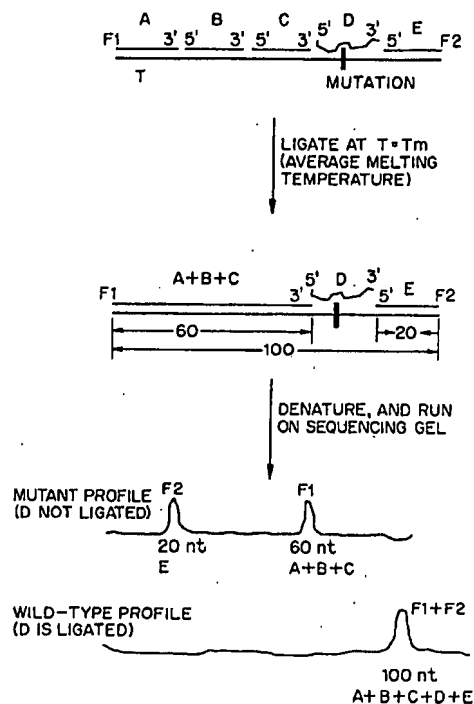 A B C D E
F1 3' 5' 3' 5' 3' 5' 3' 5' F2
T MUTATION
LIGATE AT T=Tm
(AVERAGE MELTING
TEMPERATURE)
A+B+C 5' D 3' E
F1 3' 5' F2
60 20
100
DENATURE, AND RUN
ON SEQUENCING GEL
MUTANT PROFILE
(D NOT LIGATED)
F2 F1
20 nt 60 nt
E A+B+C
WILD-TYPE PROFILE
(D IS LIGATED)
F1+F2
100 nt
A+B+C+D+E